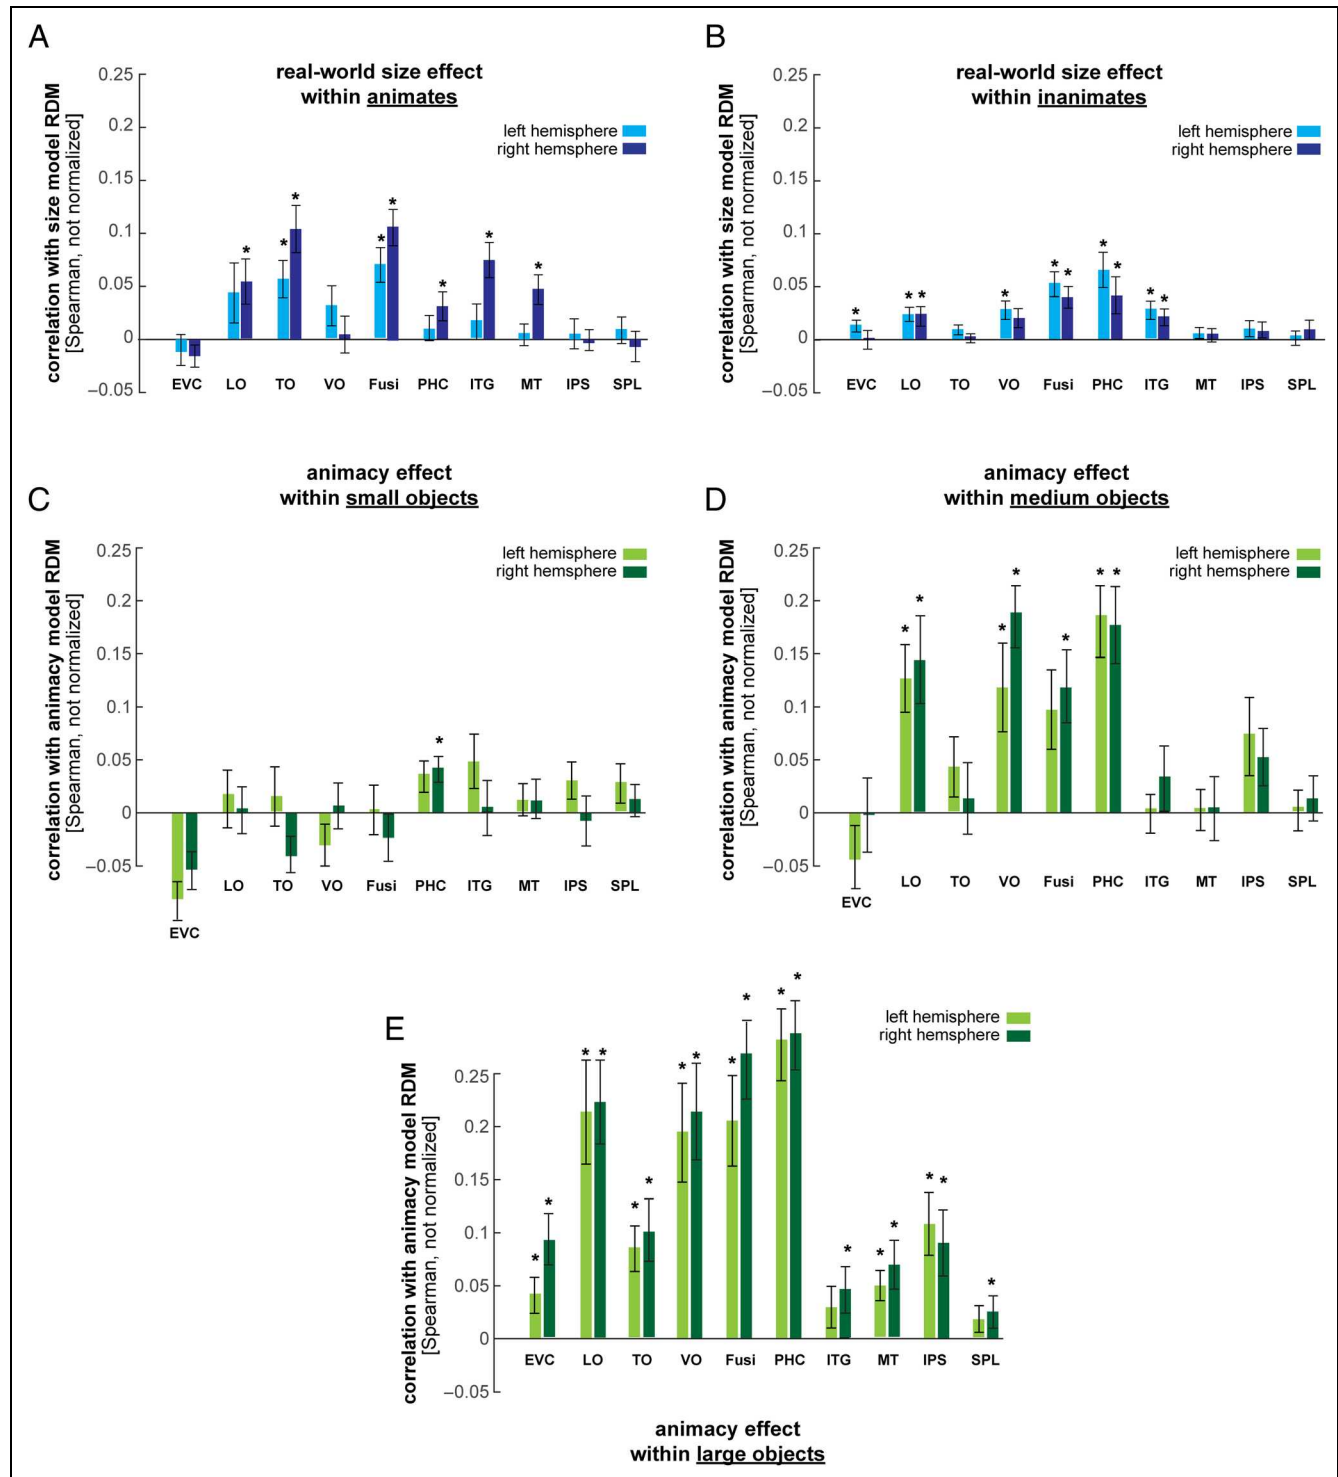 A
real-world size effect
within animates
correlation with size model RDM
[Spearman, not normalized]
0.25
0.2
0.15
0.1
0.05
0
−0.05
left hemisphere
right hemsphere
* * * * * * * *
EVC LO TO VO Fusi PHC ITG MT IPS SPL
B
real-world size effect
within inanimates
correlation with size model RDM
[Spearman, not normalized]
0.25
0.2
0.15
0.1
0.05
0
−0.05
left hemisphere
right hemsphere
* * * * * * * * * *
EVC LO TO VO Fusi PHC ITG MT IPS SPL
C
animacy effect
within small objects
correlation with animacy model RDM
[Spearman, not normalized]
0.25
0.2
0.15
0.1
0.05
0
−0.05
left hemisphere
right hemsphere
*
EVC LO TO VO Fusi PHC ITG MT IPS SPL
D
animacy effect
within medium objects
correlation with animacy model RDM
[Spearman, not normalized]
0.25
0.2
0.15
0.1
0.05
0
−0.05
left hemisphere
right hemsphere
* * * * * * *
EVC LO TO VO Fusi PHC ITG MT IPS SPL
E
correlation with animacy model RDM
[Spearman, not normalized]
0.25
0.2
0.15
0.1
0.05
0
−0.05
left hemisphere
right hemsphere
* * * * * * * * * * * * * * * * * *
EVC LO TO VO Fusi PHC ITG MT IPS SPL
animacy effect
within large objects